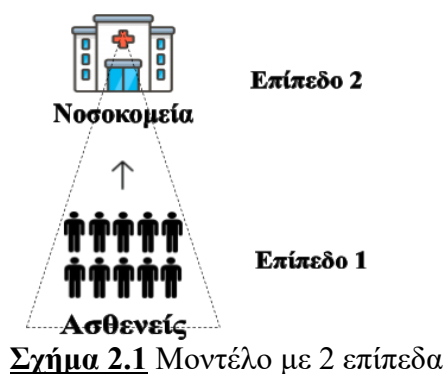 Επίπεδο 2
Νοσοκομεία
Επίπεδο 1
Ασθενείς
Σχήμα 2.1 Μοντέλο με 2 επίπεδα